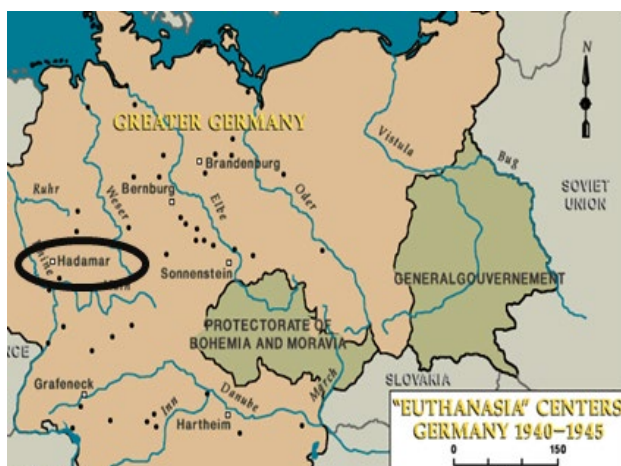 GREATER GERMANY
Brandenburg
Vistula
Bug
N
SOVIET
UNION
Bernburg
Ruhr
Weser
Elbe
Oder
Hadamar
Sonnenstein
GENERALGOUVERNEMENT
PROTECTORATE OF
BOHEMIA AND MORAVIA
SLOVAKIA
March
Grafeneck
Inn
Danube
Hartheim
"EUTHANASIA" CENTERS
GERMANY 1940-1945
0
150